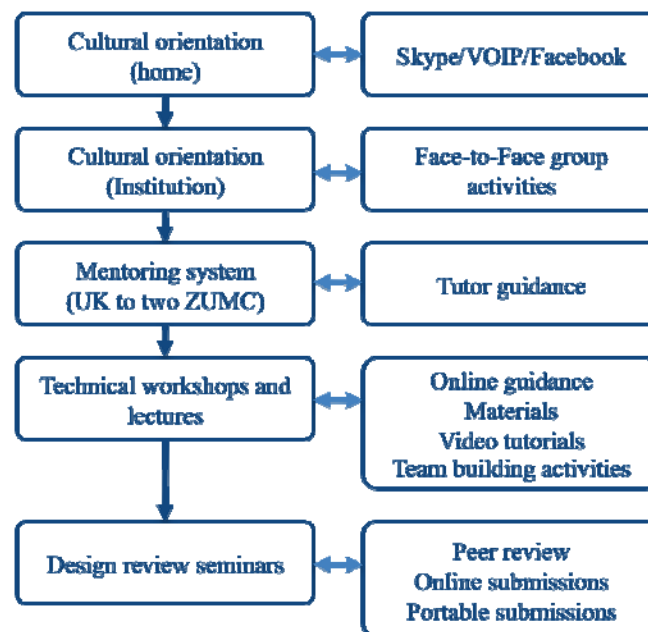 Cultural orientation
(home)
Skype/VOIP/Facebook
Cultural orientation
(Institution)
Face-to-Face group
activities
Mentoring system
(UK to two ZUMC)
Tutor guidance
Technical workshops and
lectures
Online guidance
Materials
Video tutorials
Team building activities
Design review seminars
Peer review
Online submissions
Portable submissions